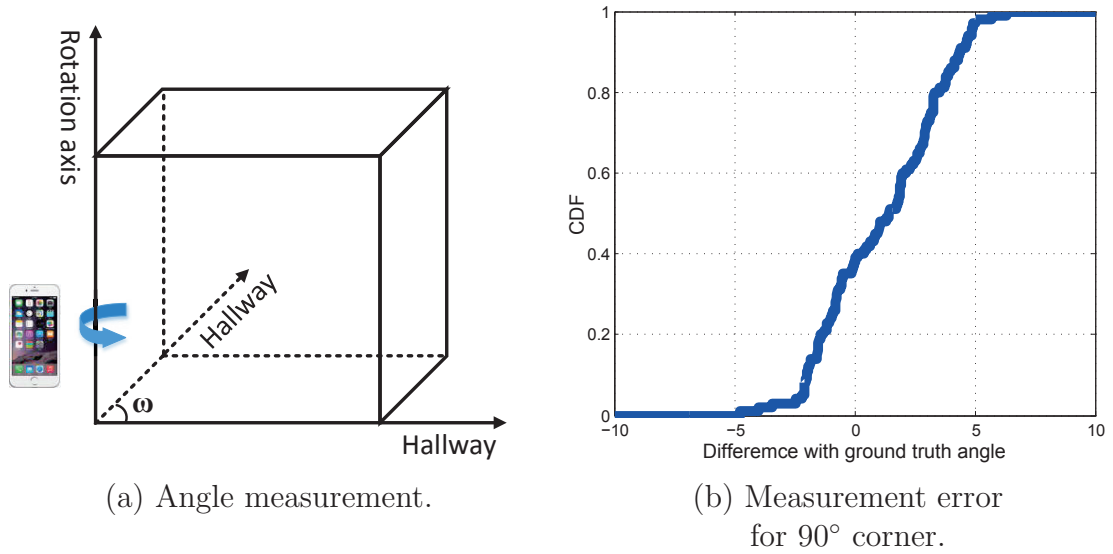 Rotation axis
Hallway
ω
Hallway
(a) Angle measurement.
1
0.8
0.6
0.4
0.2
0
CDF
−10
−5
0
5
10
Differemce with ground truth angle
(b) Measurement error
for 90° corner.